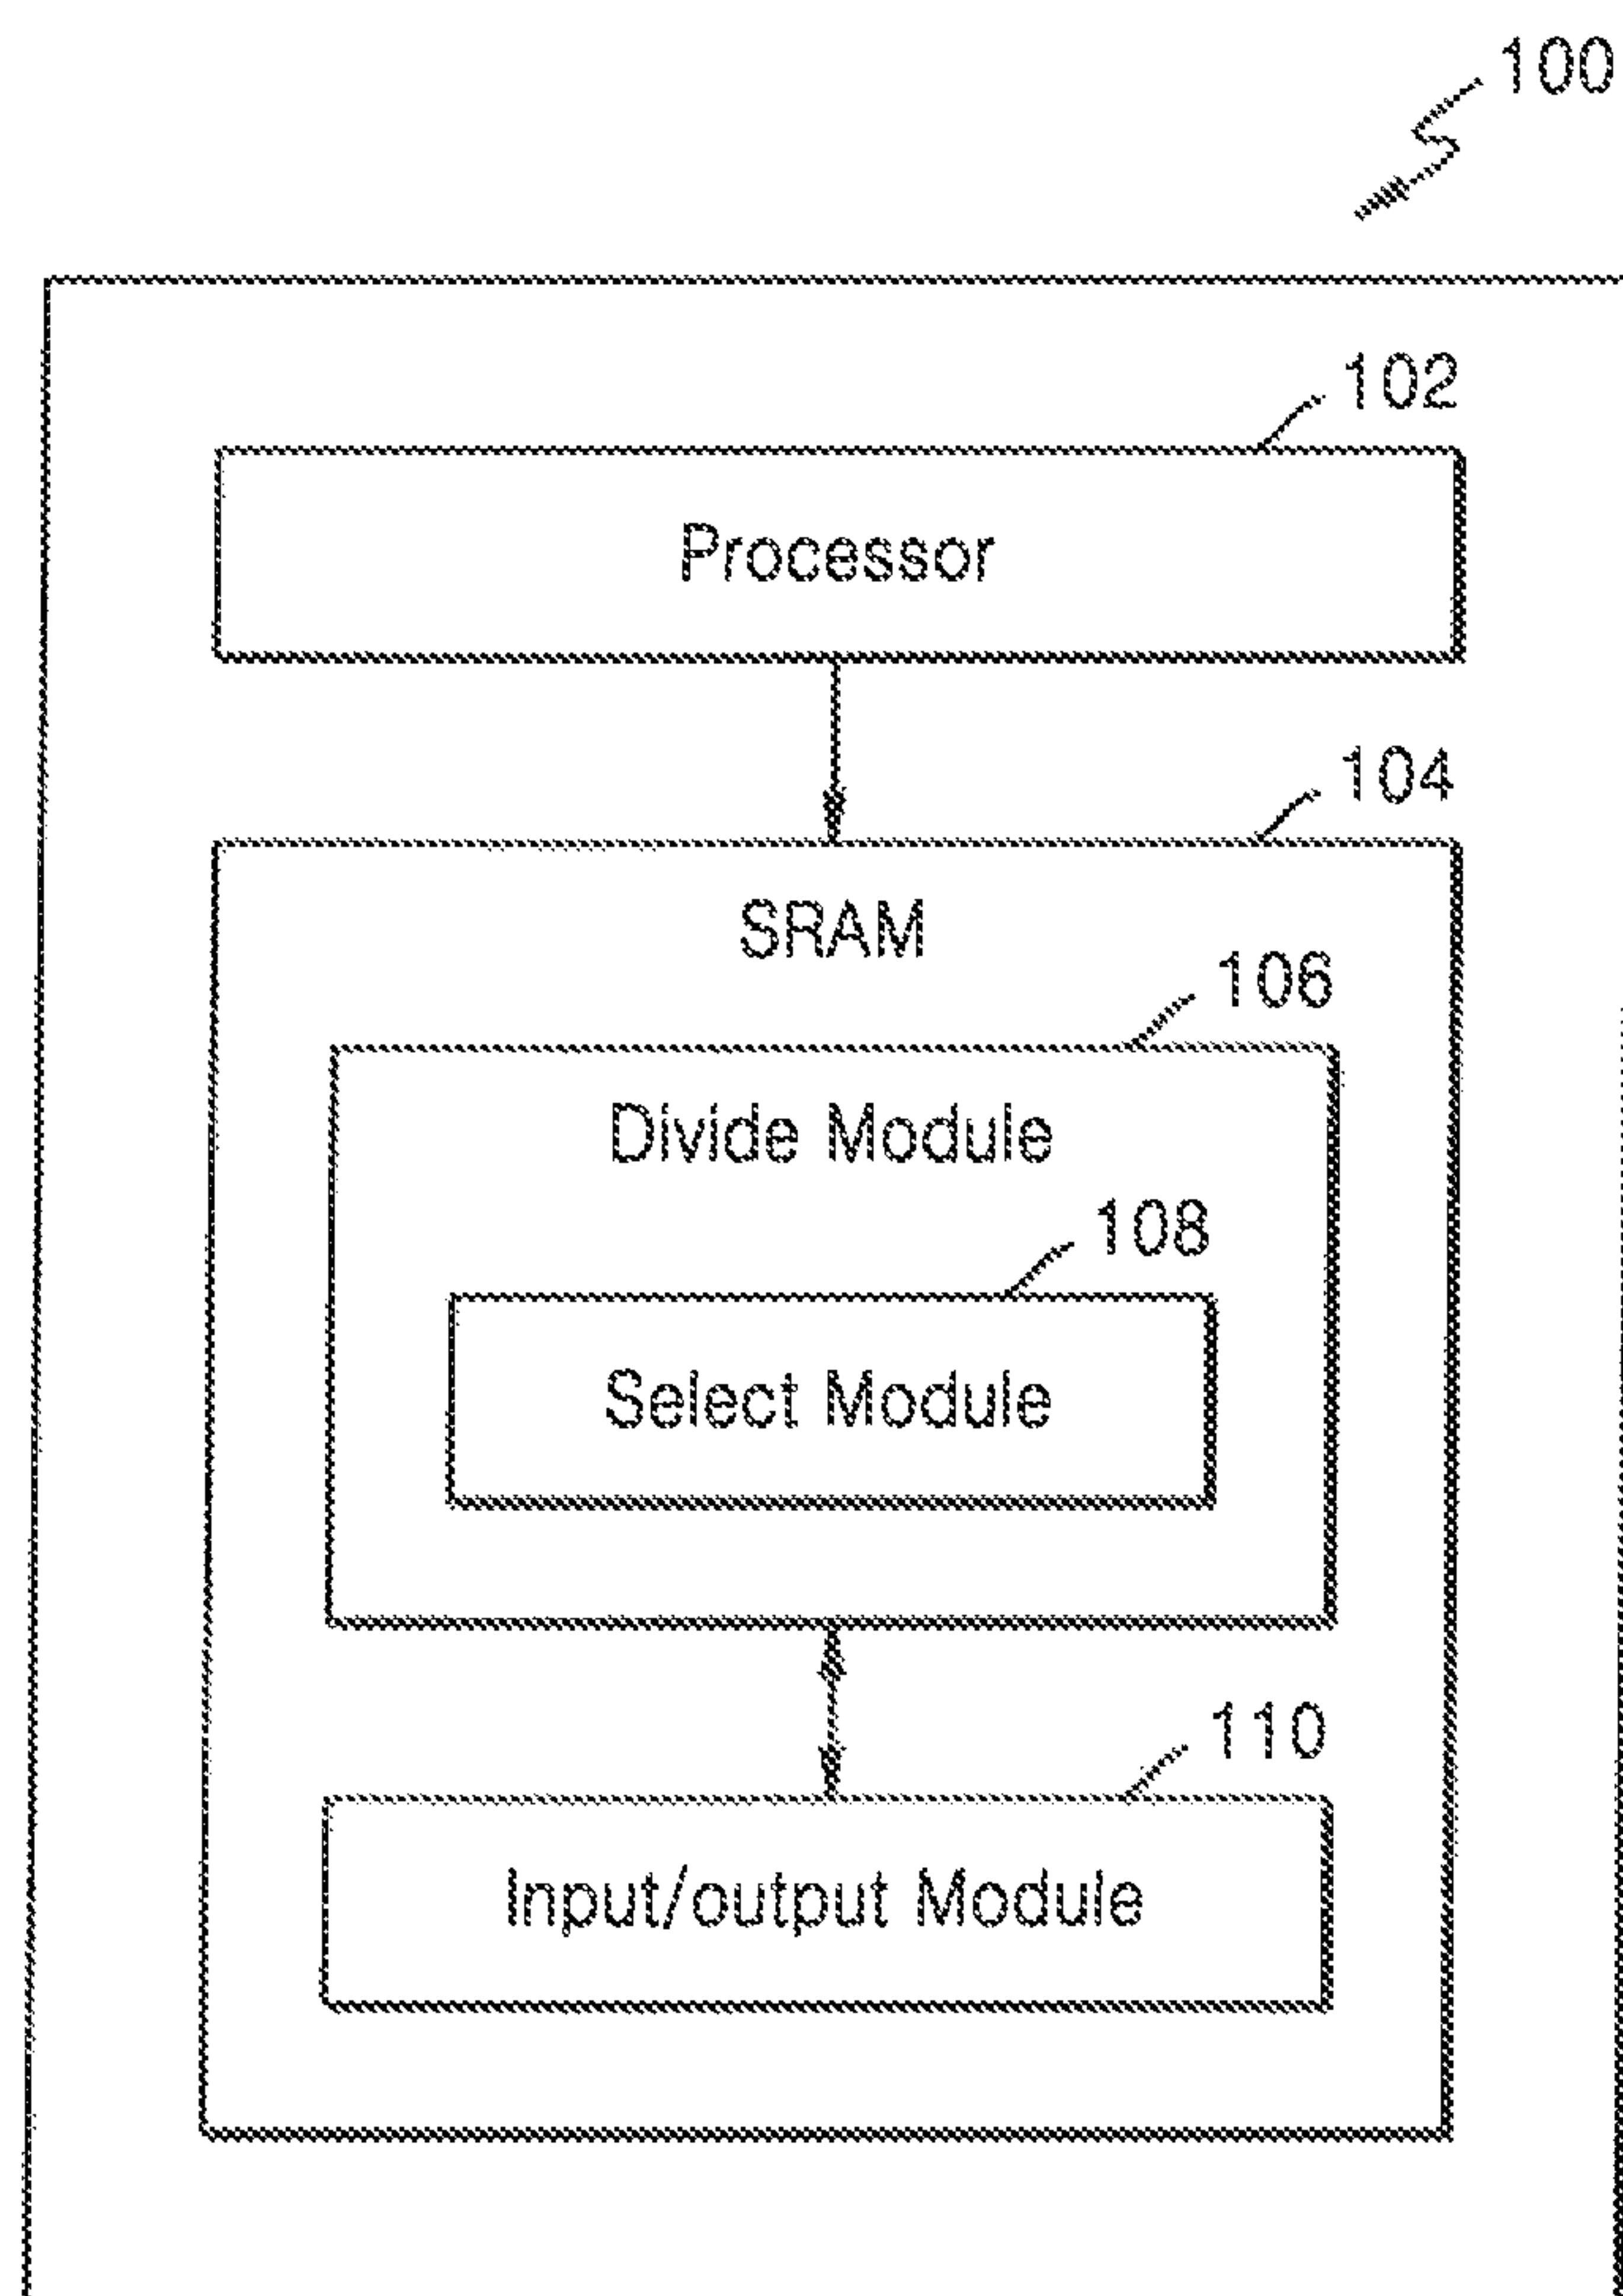 100
102
Processor
104
SRAM
106
Divide Module
108
Select Module
110
Input/output Module